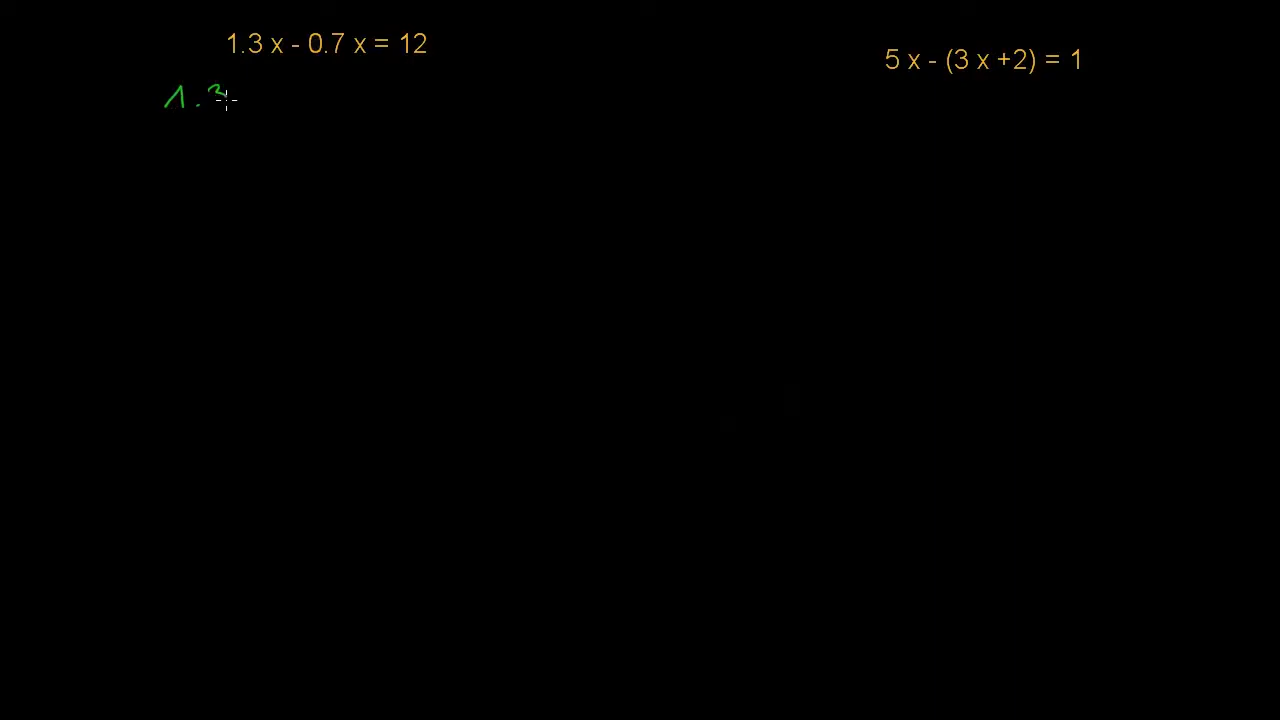 1.3 x - 0.7 x = 12
5 x - (3 x +2) = 1
1.3